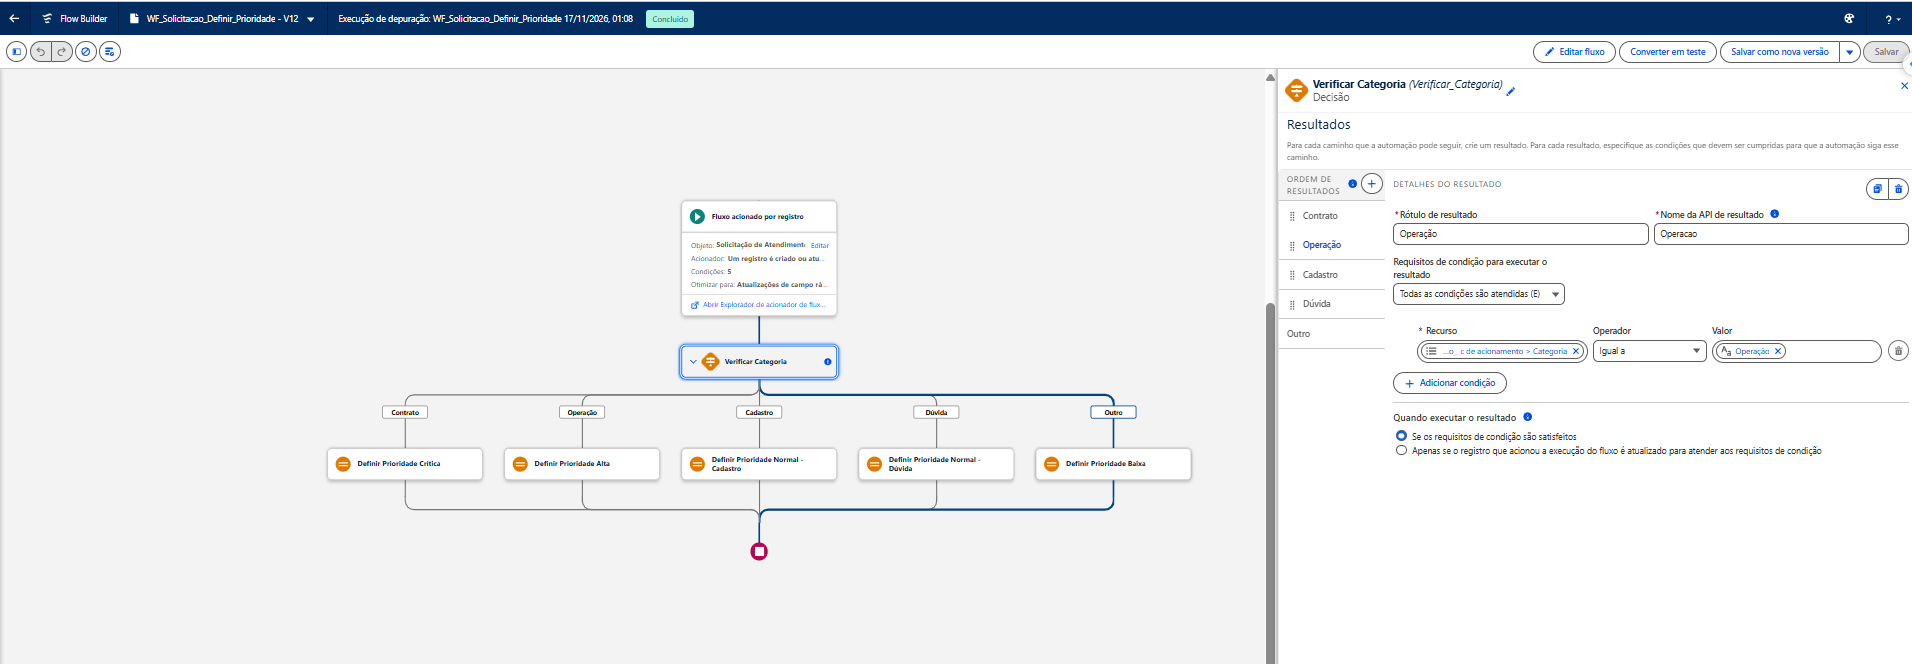 Flow Builder
WF_Solicitacao_Definir_Prioridade - V12
Execução de depuração: WF_Solicitacao_Definir_Prioridade 17/11/2026, 01:08
Concluído
?
Editar fluxo
Converter em teste
Salvar como nova versão
Salvar
Fluxo acionado por registro
Objeto: Solicitação de Atendiment Editar
Acionador: Um registro é criado ou atu...
Condições: 5
Otimizar para: Atualizações de campo rá...
Abrir Explorador de acionador de flux...
Verificar Categoria
Contrato
Operação
Cadastro
Dúvida
Outro
Definir Prioridade Crítica
Definir Prioridade Alta
Definir Prioridade Normal -
Cadastro
Definir Prioridade Normal -
Dúvida
Definir Prioridade Baixa
Verificar Categoria (Verificar_Categoria)
Decisão
Resultados
Para cada caminho que a automação pode seguir, crie um resultado. Para cada resultado, especifique as condições que devem ser cumpridas para que a automação siga esse
caminho.
ORDEM DE
RESULTADOS
Contrato
Operação
Cadastro
Dúvida
Outro
DETALHES DO RESULTADO
*Rótulo de resultado
*Nome da API de resultado
Operação
Operacao
Requisitos de condição para executar o
resultado
Todas as condições são atendidas (E)
* Recurso
Operador
Valor
...o__c de acionamento > Categoria
Igual a
Operação
Adicionar condição
Quando executar o resultado
Se os requisitos de condição são satisfeitos
Apenas se o registro que acionou a execução do fluxo é atualizado para atender aos requisitos de condição